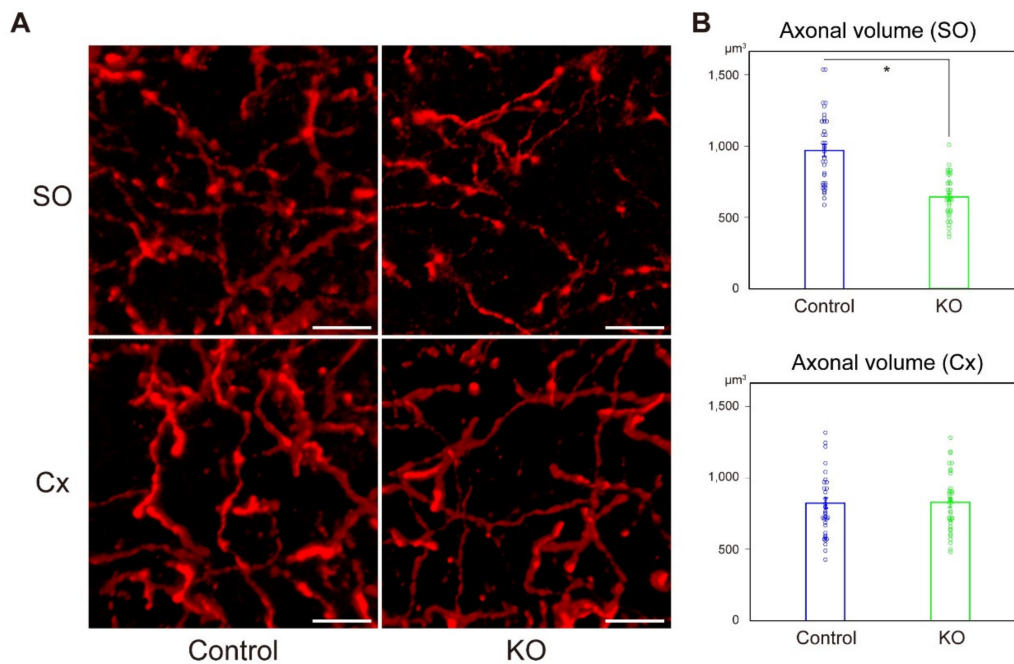 A
SO
Cx
Control
KO
B
Axonal volume (SO)
µm³
1,500
*
1,000
500
0
Control
KO
Axonal volume (Cx)
µm³
1,500
1,000
500
0
Control
KO